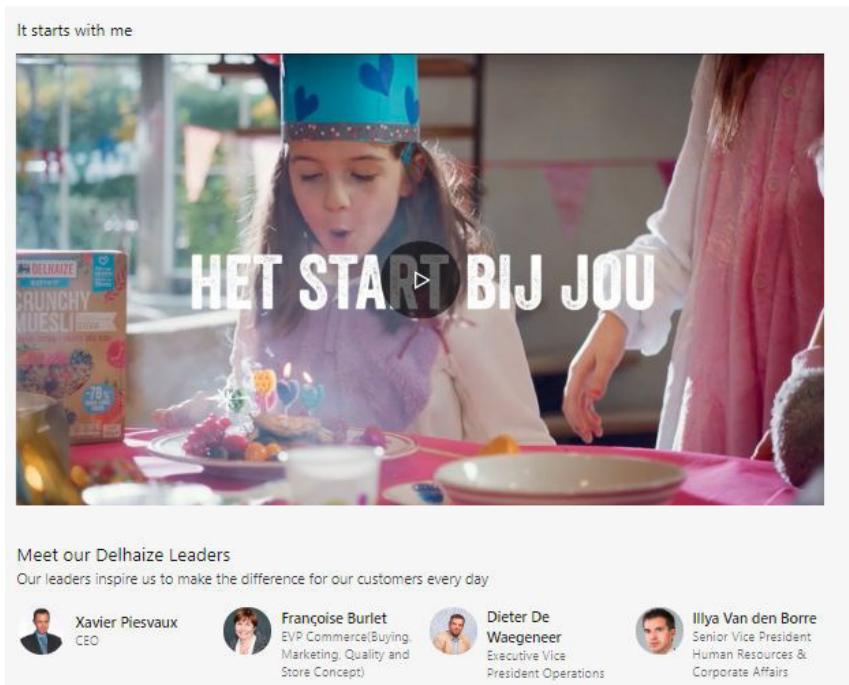 It starts with me
HET START BIJ JOU
DELHAIZE
CRUNCHY
MUESLI
Meet our Delhaize Leaders
Our leaders inspire us to make the difference for our customers every day
Xavier Piesvaux
CEO
Françoise Burlet
EVP Commerce(Buying,
Marketing, Quality and
Store Concept)
Dieter De
Waegeneer
Executive Vice
President Operations
Illya Van den Borre
Senior Vice President
Human Resources &
Corporate Affairs